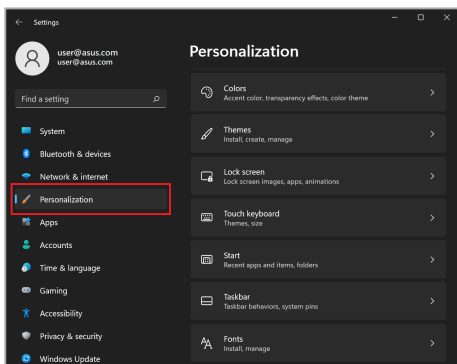 Settings
user@asus.com
user@asus.com
Find a setting
System
Bluetooth & devices
Network & internet
Personalization
Apps
Accounts
Time & language
Gaming
Accessibility
Privacy & security
Windows Update
Personalization
Colors
Accent color, transparency effects, color theme
Themes
Install, create, manage
Lock screen
Lock screen images, apps, animations
Touch keyboard
Themes, size
Start
Recent apps and items, folders
Taskbar
Taskbar behaviors, system pins
Fonts
Install, manage